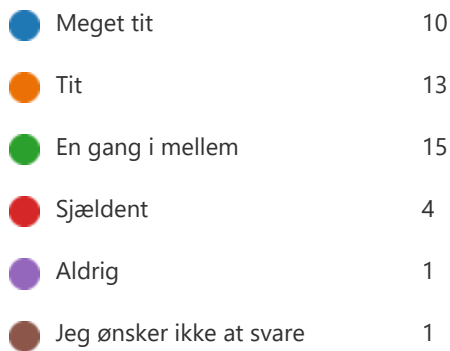 Meget tit 10
Tit 13
En gang i mellem 15
Sjældent 4
Aldrig 1
Jeg ønsker ikke at svare 1